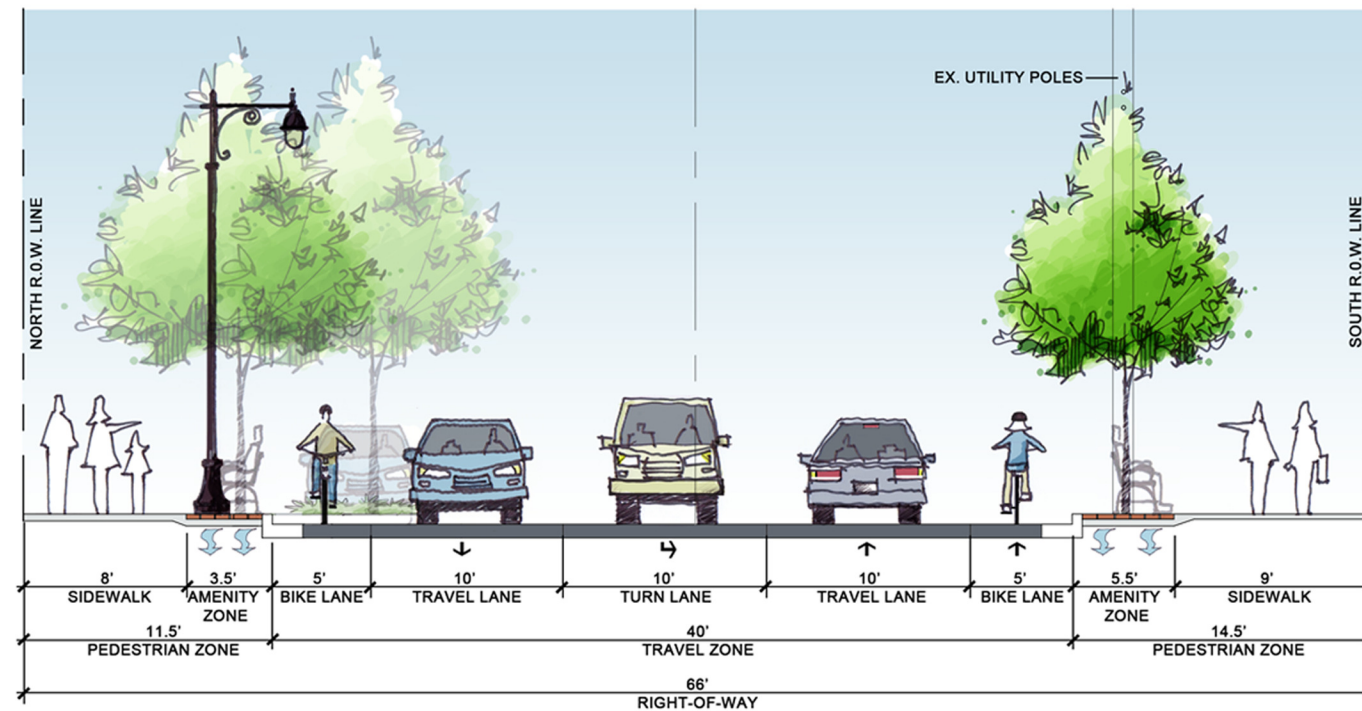 EX. UTILITY POLES
NORTH R.O.W. LINE
SOUTH R.O.W. LINE
8'
SIDEWALK
3.5'
AMENITY
ZONE
5'
BIKE LANE
10'
TRAVEL LANE
10'
TURN LANE
10'
TRAVEL LANE
5'
BIKE LANE
5.5'
AMENITY
ZONE
9'
SIDEWALK
11.5'
PEDESTRIAN ZONE
40'
TRAVEL ZONE
14.5'
PEDESTRIAN ZONE
66'
RIGHT-OF-WAY